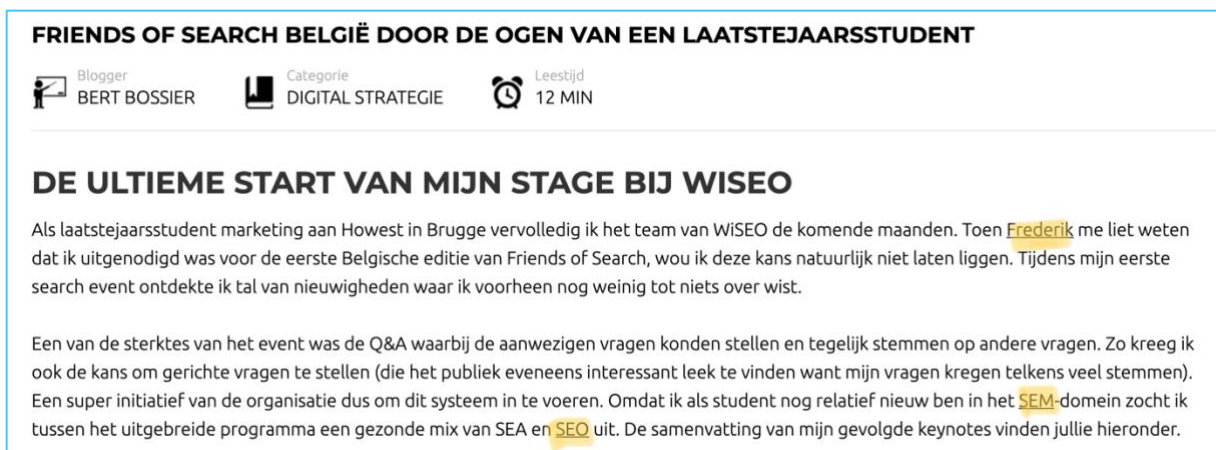 FRIENDS OF SEARCH BELGIË DOOR DE OGEN VAN EEN LAATSTEJAARSSTUDENT
Blogger
BERT BOSSIER
Categorie
DIGITAL STRATEGIE
Leestijd
12 MIN
DE ULTIEME START VAN MIJN STAGE BIJ WISEO
Als laatstejaarsstudent marketing aan Howest in Brugge vervolledig ik het team van WiSEO de komende maanden. Toen Frederik me liet weten
dat ik uitgenodigd was voor de eerste Belgische editie van Friends of Search, wou ik deze kans natuurlijk niet laten liggen. Tijdens mijn eerste
search event ontdekte ik tal van nieuwigheden waar ik voorheen nog weinig tot niets over wist.
Een van de sterktes van het event was de Q&A waarbij de aanwezigen vragen konden stellen en tegelijk stemmen op andere vragen. Zo kreeg ik
ook de kans om gerichte vragen te stellen (die het publiek eveneens interessant leek te vinden want mijn vragen kregen telkens veel stemmen).
Een super initiatief van de organisatie dus om dit systeem in te voeren. Omdat ik als student nog relatief nieuw ben in het SEM-domein zocht ik
tussen het uitgebreide programma een gezonde mix van SEA en SEO uit. De samenvatting van mijn gevolgde keynotes vinden jullie hieronder.